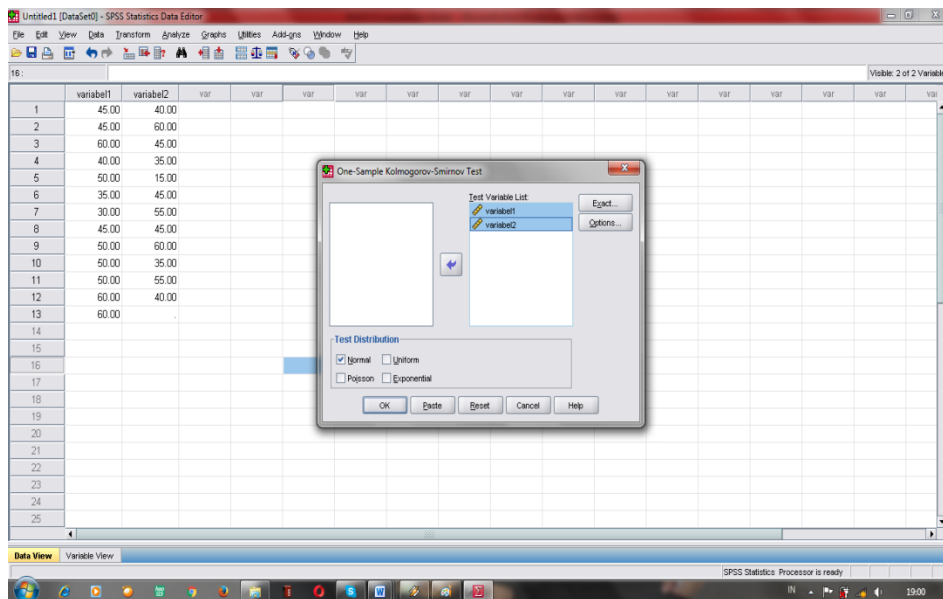 Untitled1 [DataSet0] - SPSS Statistics Data Editor
File Edit View Data Transform Analyze Graphs Utilities Add-ons Window Help
16 :
Visible: 2 of 2 Variable
variabel1 variabel2 var var var var var var var var var var var var
1 45.00 40.00
2 45.00 60.00
3 60.00 45.00
4 40.00 35.00
5 50.00 15.00
6 35.00 45.00
7 30.00 55.00
8 45.00 45.00
9 50.00 60.00
10 50.00 35.00
11 50.00 55.00
12 60.00 40.00
13 60.00 .
14
15
16
17
18
19
20
21
22
23
24
25
One-Sample Kolmogorov-Smirnov Test
Test Variable List:
variabel1
variabel2
Exact...
Options...
Test Distribution
Normal Uniform
Poisson Exponential
OK Paste Reset Cancel Help
Data View Variable View
SPSS Statistics Processor is ready
IN 19:00